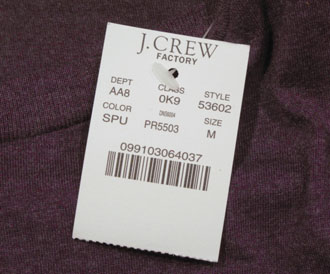 J.CREW
FACTORY
DEPT CLASS STYLE
AA8 0K9 53602
COLOR SIZE
SPU PR5503 M
099103064037